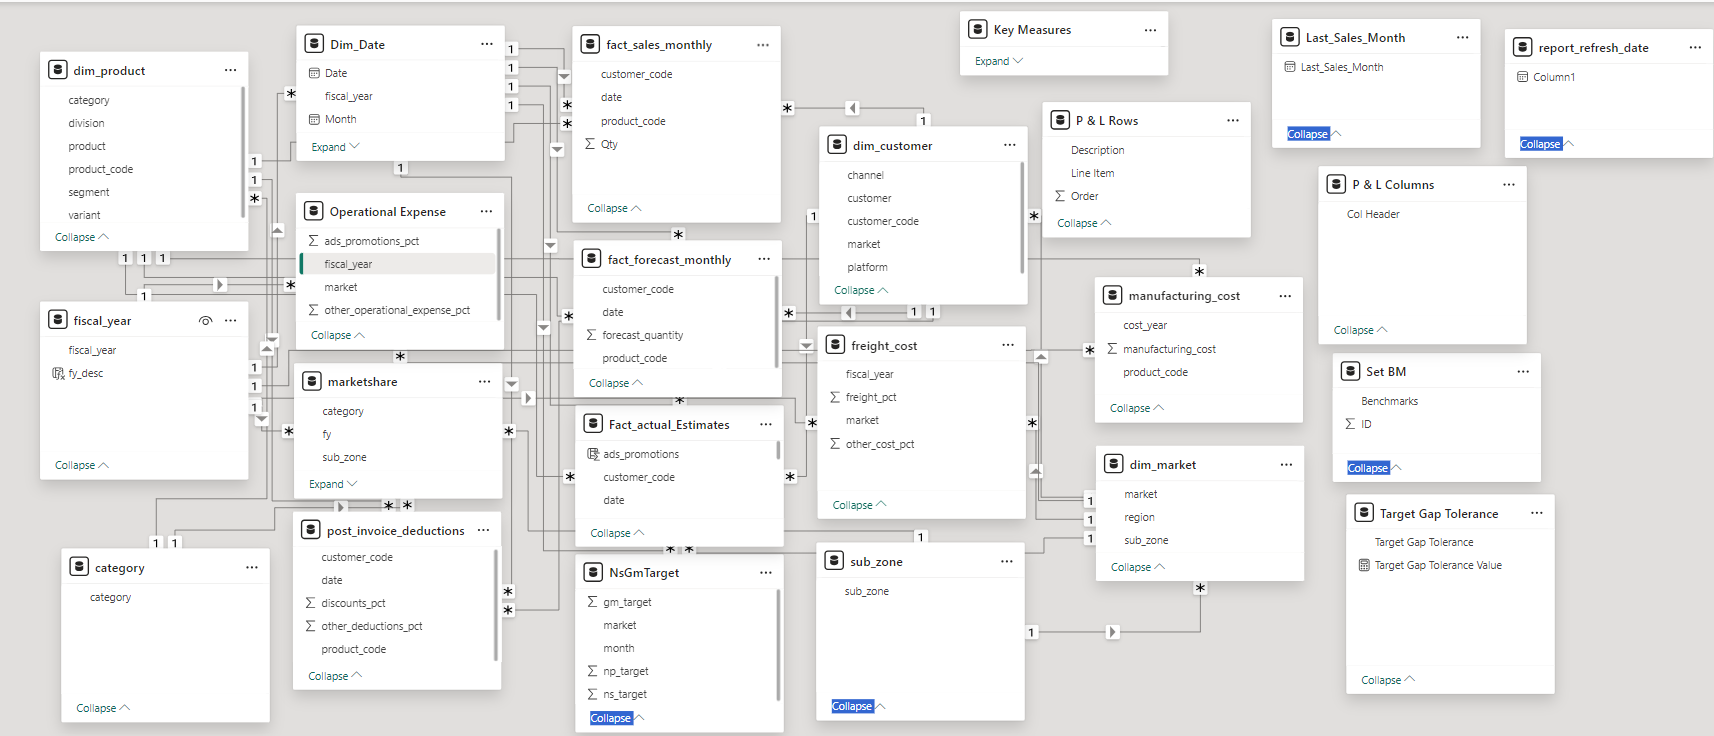 dim_product
category
division
product
product_code
segment
variant
Collapse
Dim_Date
Date
fiscal_year
Month
Expand
fact_sales_monthly
customer_code
date
product_code
Qty
Collapse
Key Measures
Expand
Last_Sales_Month
Last_Sales_Month
Collapse
report_refresh_date
Column1
Collapse
dim_customer
channel
customer
customer_code
market
platform
Collapse
P & L Rows
Description
Line Item
Order
Collapse
P & L Columns
Col Header
Collapse
Operational Expense
ads_promotions_pct
fiscal_year
market
other_operational_expense_pct
Collapse
fact_forecast_monthly
customer_code
date
forecast_quantity
product_code
Collapse
manufacturing_cost
cost_year
manufacturing_cost
product_code
Collapse
fiscal_year
fiscal_year
fy_desc
Collapse
freight_cost
fiscal_year
freight_pct
market
other_cost_pct
Collapse
marketshare
category
fy
sub_zone
Expand
Set BM
Benchmarks
ID
Collapse
Fact_actual_Estimates
ads_promotions
customer_code
date
Collapse
dim_market
market
region
sub_zone
Collapse
Target Gap Tolerance
Target Gap Tolerance
Target Gap Tolerance Value
Collapse
post_invoice_deductions
customer_code
date
discounts_pct
other_deductions_pct
product_code
Collapse
category
category
Collapse
NsGmTarget
gm_target
market
month
np_target
ns_target
Collapse
sub_zone
sub_zone
Collapse